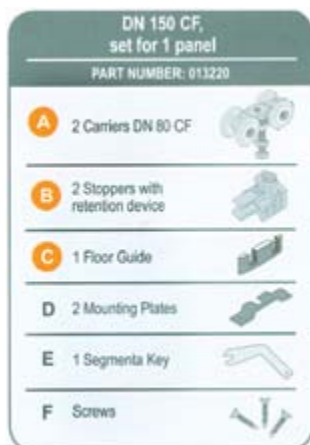 DN 150 CF,
set for 1 panel
PART NUMBER: 013220
A
2 Carriers DN 80 CF
B
2 Stoppers with
retention device
C
1 Floor Guide
D
2 Mounting Plates
E
1 Segmenta Key
F
Screws